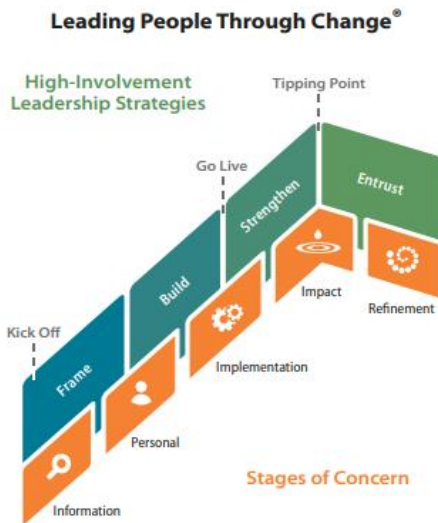 Leading People Through Change®
High-Involvement
Leadership Strategies
Tipping Point
Go Live
Kick Off
Frame
Build
Strengthen
Entrust
Information
Personal
Implementation
Impact
Refinement
Stages of Concern